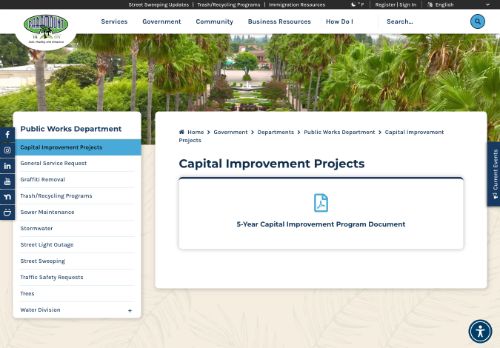 Street Sweeping Updates | Trash/Recycling Programs | Immigration Resources
°F | Register | Sign In | English
PARAMOUNT
Services Government Community Business Resources How Do I Search...
Public Works Department
Capital Improvement Projects
General Service Request
Graffiti Removal
Trash/Recycling Programs
Sewer Maintenance
Stormwater
Street Light Outage
Street Sweeping
Traffic Safety Requests
Trees
Water Division +
Home > Government > Departments > Public Works Department > Capital Improvement
Projects
Capital Improvement Projects
5-Year Capital Improvement Program Document
Current Events